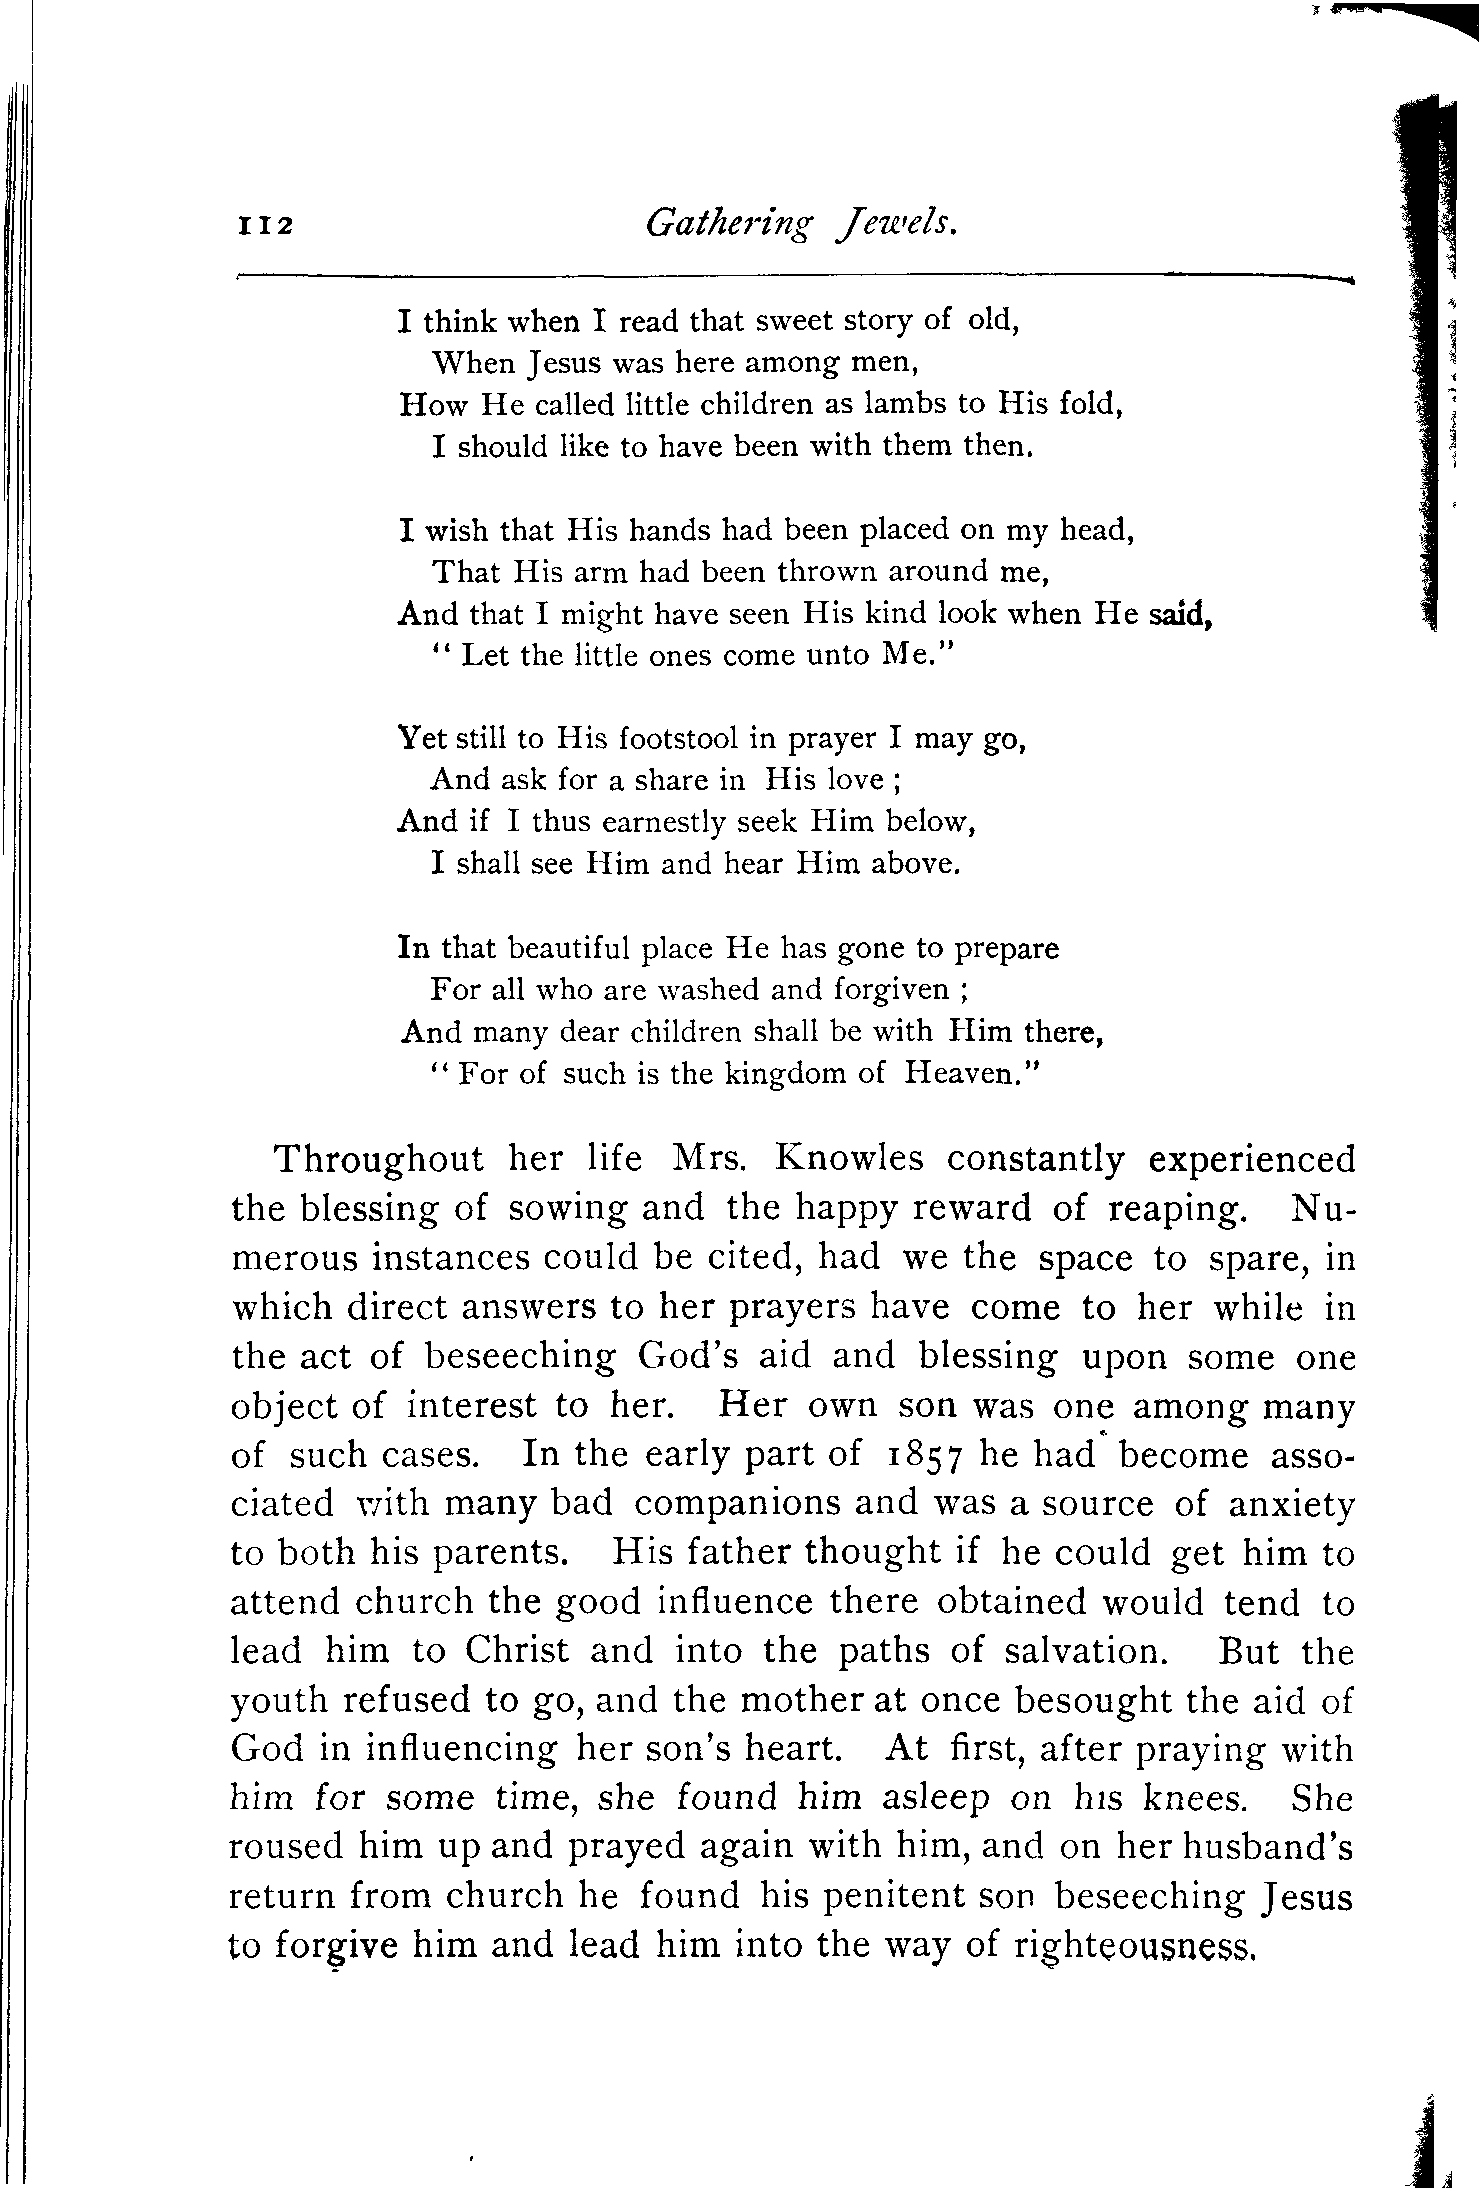 112 Gathering Jewels.
I think when I read that sweet story of old,
When Jesus was here among men,
How He called little children as lambs to His fold,
I should like to have been with them then.
I wish that His hands had been placed on my head,
That His arm had been thrown around me,
And that I might have seen His kind look when He said,
" Let the little ones come unto Me."
Yet still to His footstool in prayer I may go,
And ask for a share in His love ;
And if I thus earnestly seek Him below,
I shall see Him and hear Him above.
In that beautiful place He has gone to prepare
For all who are washed and forgiven ;
And many dear children shall be with Him there,
" For of such is the kingdom of Heaven."
Throughout her life Mrs. Knowles constantly experienced
the blessing of sowing and the happy reward of reaping. Nu-
merous instances could be cited, had we the space to spare, in
which direct answers to her prayers have come to her while in
the act of beseeching God's aid and blessing upon some one
object of interest to her. Her own son was one among many
of such cases. In the early part of 1857 he had become asso-
ciated with many bad companions and was a source of anxiety
to both his parents. His father thought if he could get him to
attend church the good influence there obtained would tend to
lead him to Christ and into the paths of salvation. But the
youth refused to go, and the mother at once besought the aid of
God in influencing her son's heart. At first, after praying with
him for some time, she found him asleep on his knees. She
roused him up and prayed again with him, and on her husband's
return from church he found his penitent son beseeching Jesus
to forgive him and lead him into the way of righteousness.